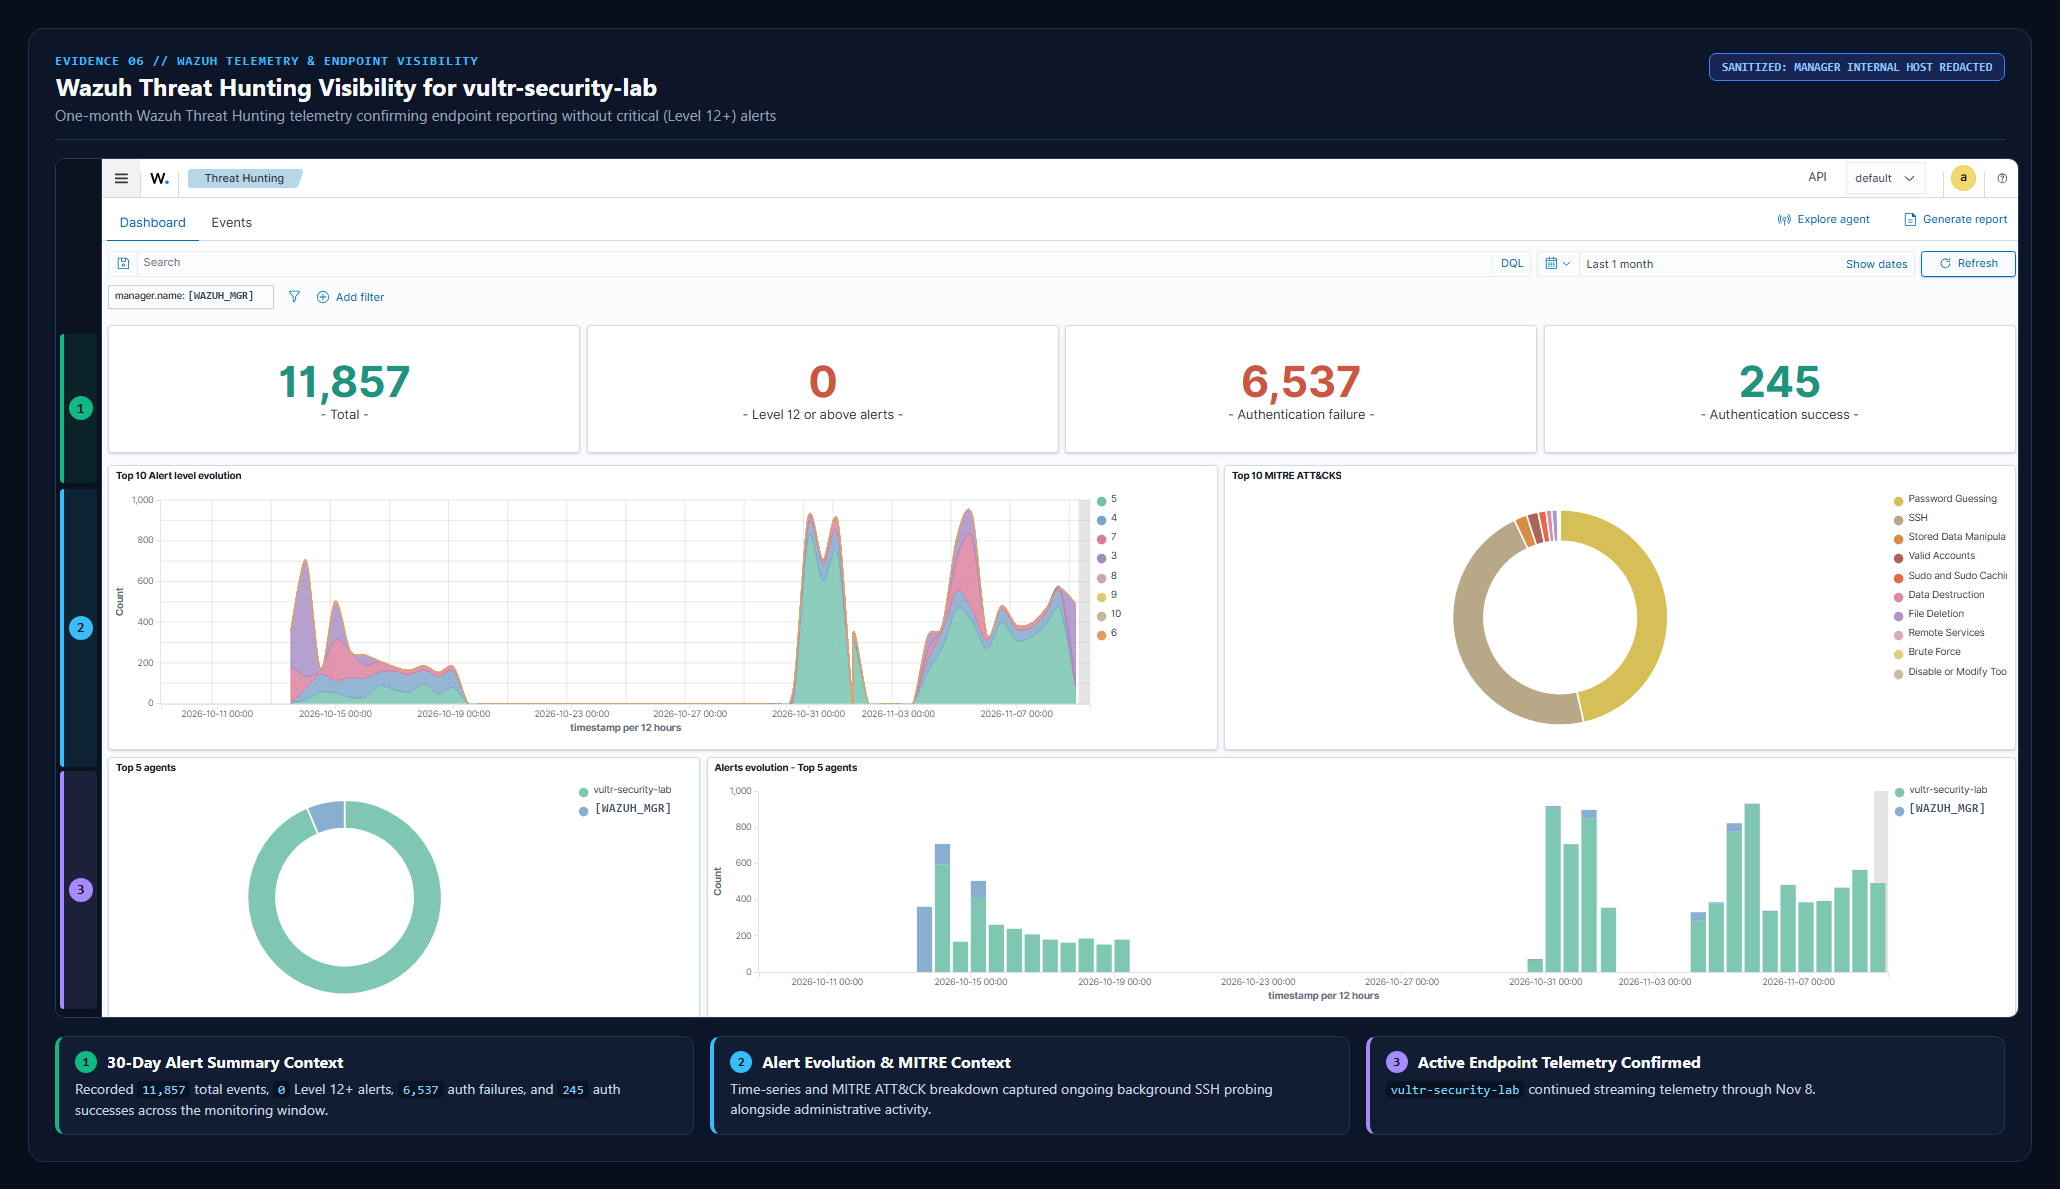 EVIDENCE 06 // WAZUH TELEMETRY & ENDPOINT VISIBILITY
Wazuh Threat Hunting Visibility for vultr-security-lab
One-month Wazuh Threat Hunting telemetry confirming endpoint reporting without critical (Level 12+) alerts
SANITIZED: MANAGER INTERNAL HOST REDACTED
W.
Threat Hunting
API
default
a
Dashboard
Events
Explore agent
Generate report
Search
DQL
Last 1 month
Show dates
Refresh
manager.name: [WAZUH_MGR]
Add filter
1
2
3
11,857
- Total -
0
- Level 12 or above alerts -
6,537
- Authentication failure -
245
- Authentication success -
Top 10 Alert level evolution
1,000
800
600
400
200
0
Count
2026-10-11 00:00
2026-10-15 00:00
2026-10-19 00:00
2026-10-23 00:00
2026-10-27 00:00
2026-10-31 00:00
2026-11-03 00:00
2026-11-07 00:00
timestamp per 12 hours
5
4
7
3
8
9
10
6
Top 10 MITRE ATT&CKS
Password Guessing
SSH
Stored Data Manipula
Valid Accounts
Sudo and Sudo Cachi
Data Destruction
File Deletion
Remote Services
Brute Force
Disable or Modify Too
Top 5 agents
vultr-security-lab
[WAZUH_MGR]
Alerts evolution - Top 5 agents
1,000
800
600
400
200
0
Count
2026-10-11 00:00
2026-10-15 00:00
2026-10-19 00:00
2026-10-23 00:00
2026-10-27 00:00
2026-10-31 00:00
2026-11-03 00:00
2026-11-07 00:00
timestamp per 12 hours
vultr-security-lab
[WAZUH_MGR]
1 30-Day Alert Summary Context
Recorded 11,857 total events, 0 Level 12+ alerts, 6,537 auth failures, and 245 auth
successes across the monitoring window.
2 Alert Evolution & MITRE Context
Time-series and MITRE ATT&CK breakdown captured ongoing background SSH probing
alongside administrative activity.
3 Active Endpoint Telemetry Confirmed
vultr-security-lab continued streaming telemetry through Nov 8.